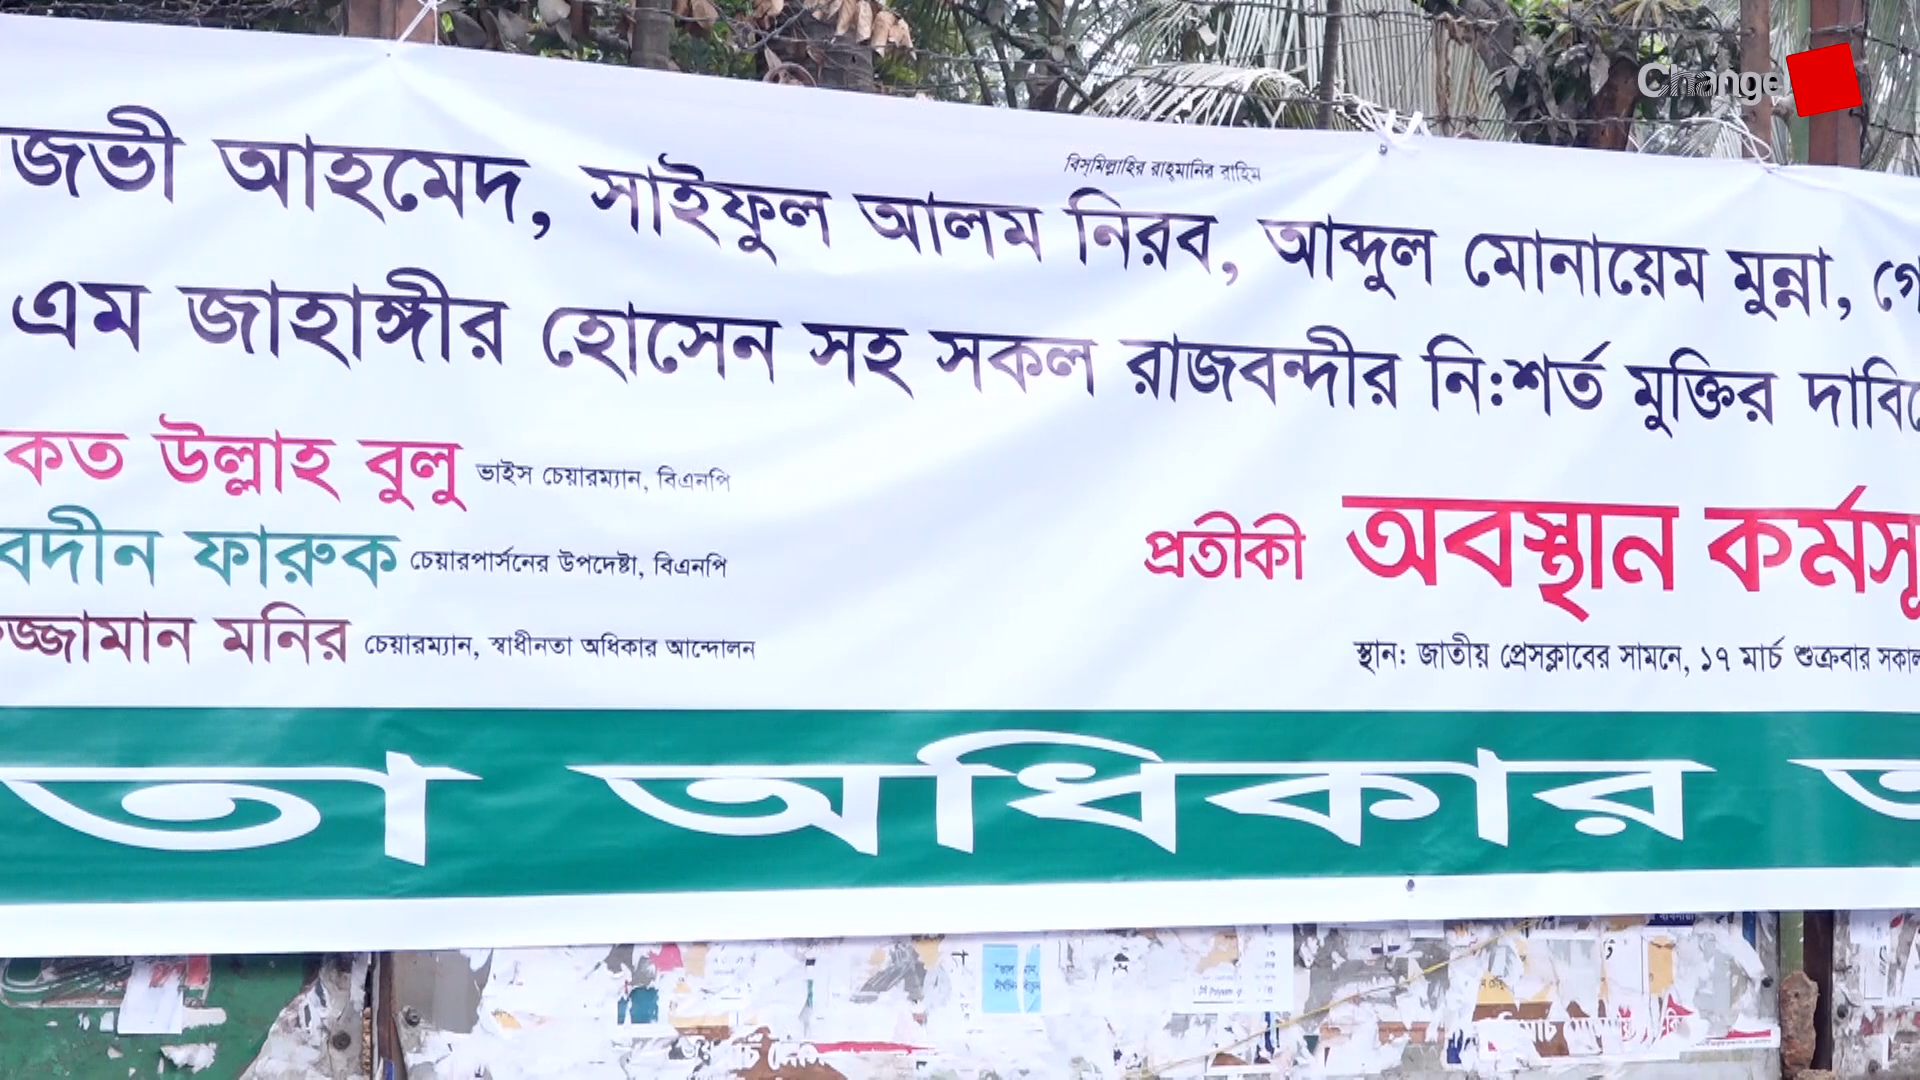 Change
বিস্‌মিল্লাহির রাহ্‌মানির রাহিম
জভী আহমেদ, সাইফুল আলম নিরব, আব্দুল মোনায়েম মুন্না, গো
এম জাহাঙ্গীর হোসেন সহ সকল রাজবন্দীর নি:শর্ত মুক্তির দাবিতে
কত উল্লাহ বুলু ভাইস চেয়ারম্যান, বিএনপি
বদীন ফারুক চেয়ারপার্সনের উপদেষ্টা, বিএনপি
জ্জামান মনির চেয়ারম্যান, স্বাধীনতা অধিকার আন্দোলন
প্রতীকী অবস্থান কর্মসূ
স্থান: জাতীয় প্রেসক্লাবের সামনে, ১৭ মার্চ শুক্রবার সকাল
তা অধিকার আ